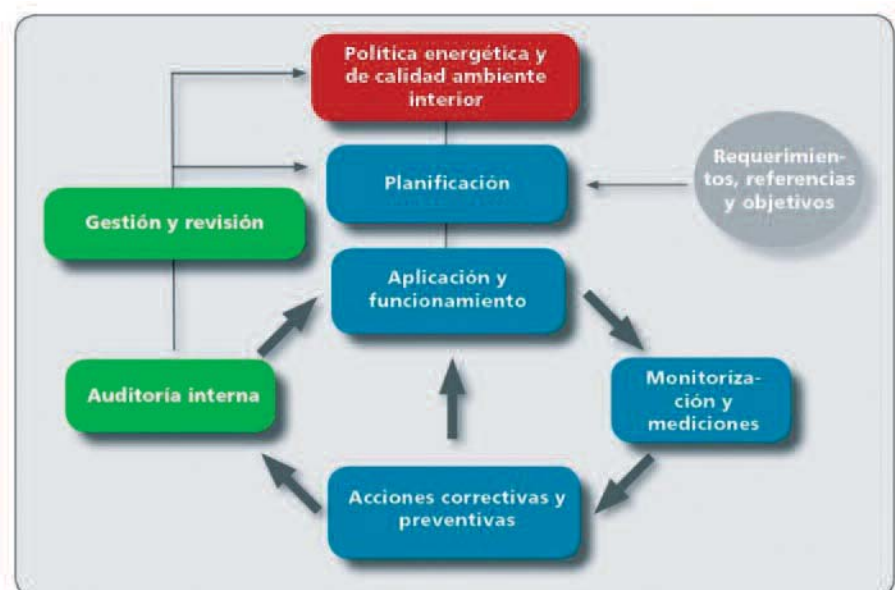 Política energética y
de calidad ambiente
interior
Planificación
Requerimien-
tos, referencias
y objetivos
Gestión y revisión
Aplicación y
funcionamiento
Auditoría interna
Monitoriza-
ción y
mediciones
Acciones correctivas y
preventivas